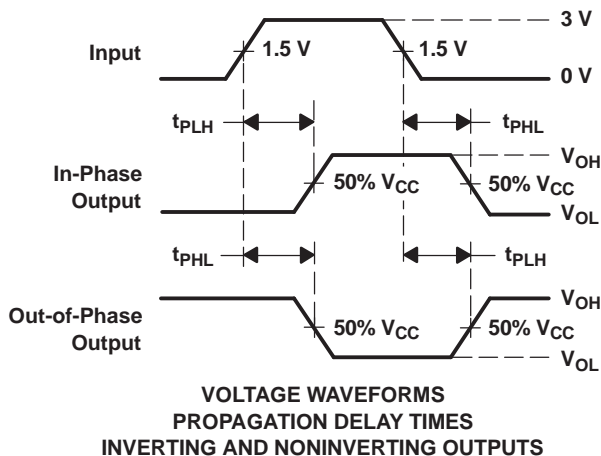 3 V
Input
1.5 V
1.5 V
0 V
tPLH
tPHL
VOH
In-Phase
Output
50% VCC
50% VCC
VOL
tPHL
tPLH
VOH
Out-of-Phase
Output
50% VCC
50% VCC
VOL
VOLTAGE WAVEFORMS
PROPAGATION DELAY TIMES
INVERTING AND NONINVERTING OUTPUTS